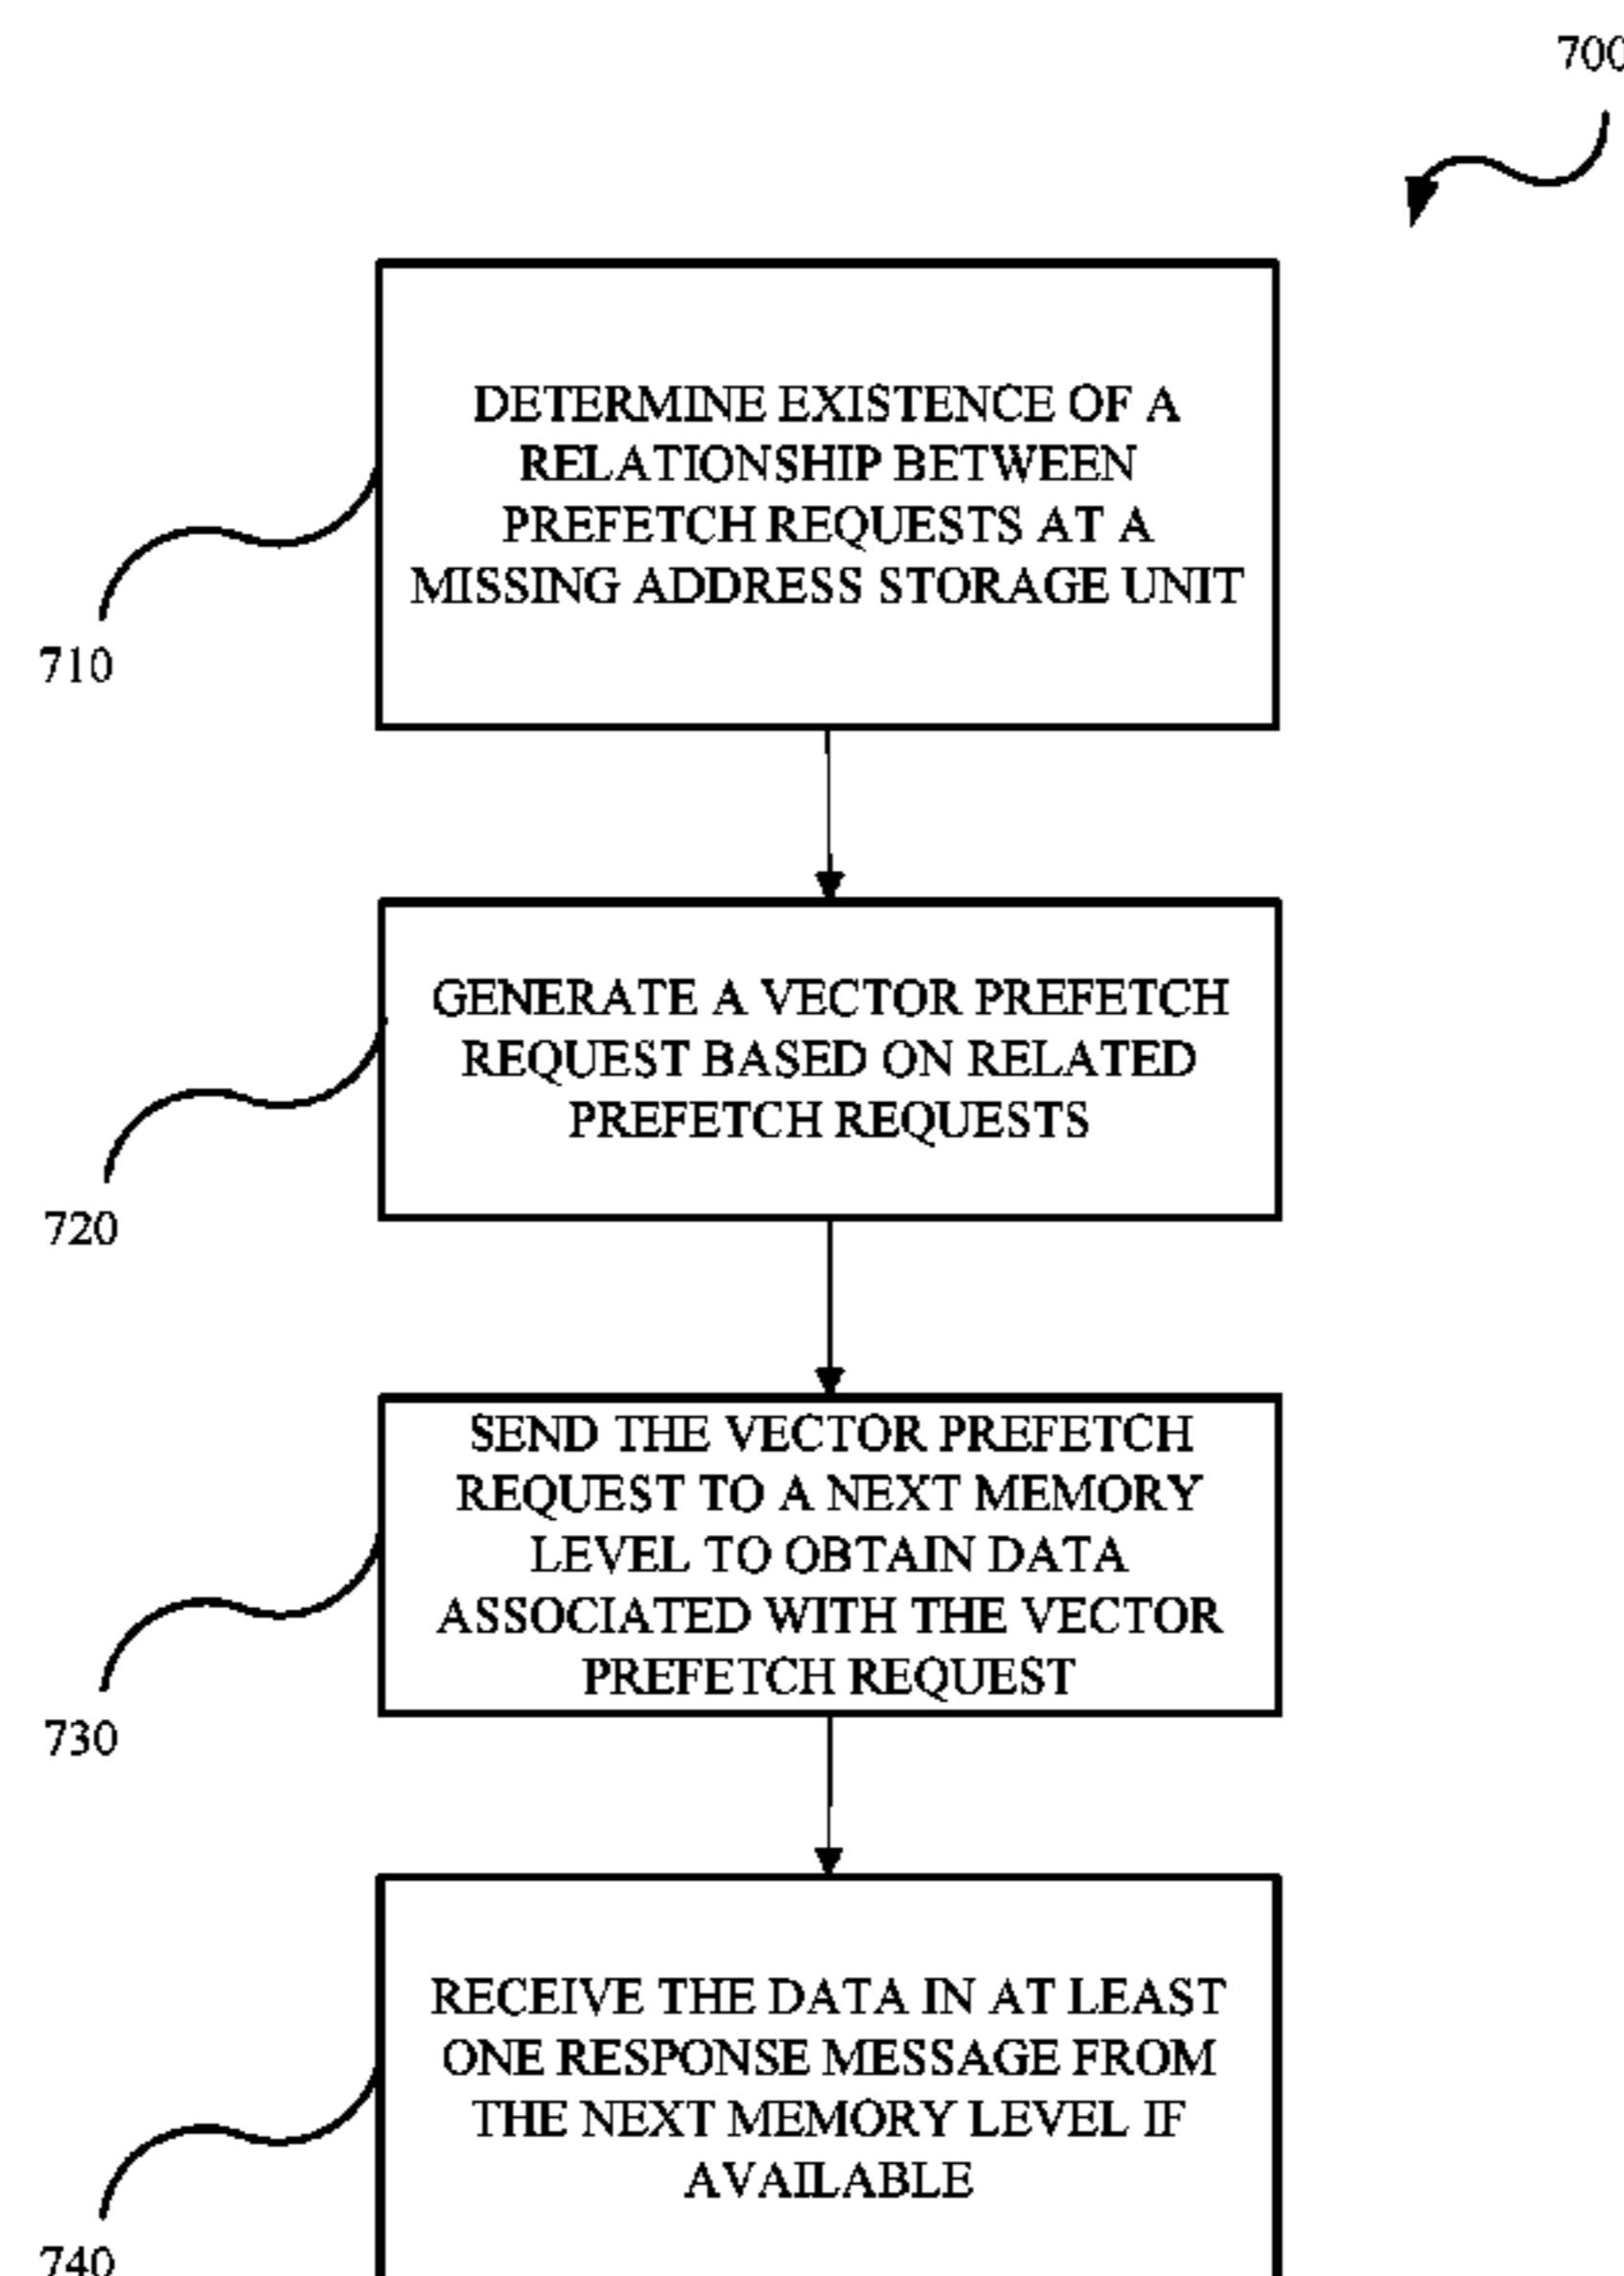 700
DETERMINE EXISTENCE OF A
RELATIONSHIP BETWEEN
PREFETCH REQUESTS AT A
MISSING ADDRESS STORAGE UNIT
710
GENERATE A VECTOR PREFETCH
REQUEST BASED ON RELATED
PREFETCH REQUESTS
720
SEND THE VECTOR PREFETCH
REQUEST TO A NEXT MEMORY
LEVEL TO OBTAIN DATA
ASSOCIATED WITH THE VECTOR
PREFETCH REQUEST
730
RECEIVE THE DATA IN AT LEAST
ONE RESPONSE MESSAGE FROM
THE NEXT MEMORY LEVEL IF
AVAILABLE
740